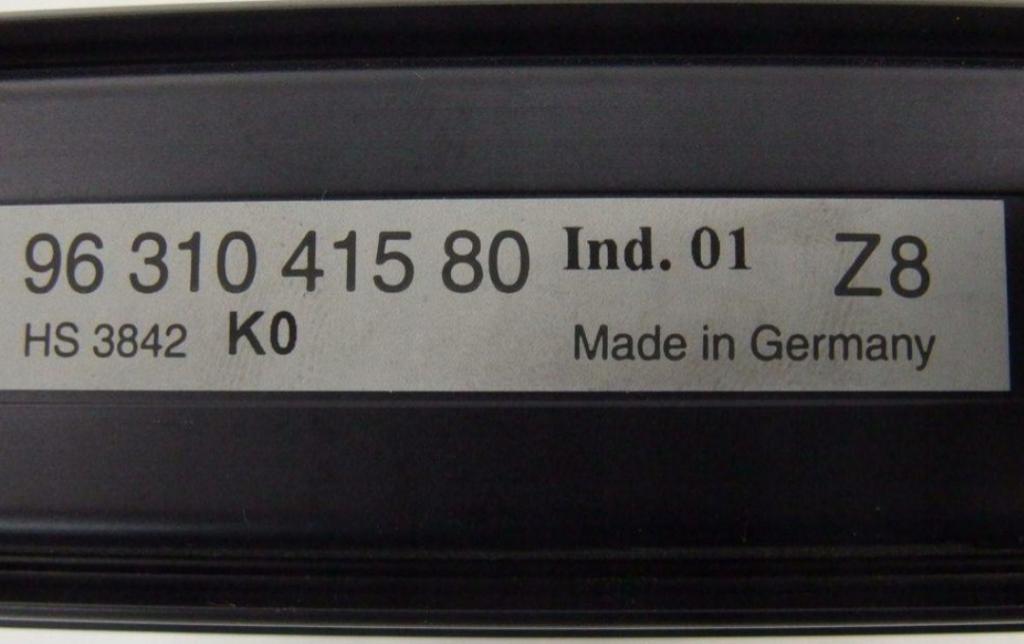 96 310 415 80 Ind. 01 Z8
HS 3842 K0 Made in Germany